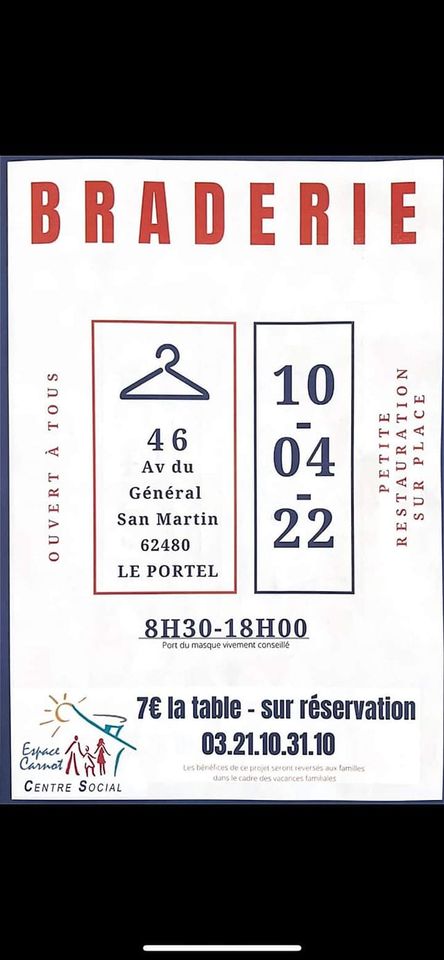 BRADERIE
OUVERT À TOUS
46
Av du
Général
San Martin
62480
LE PORTEL
10
-
04
-
22
PETITE
RESTAURATION
SUR PLACE
8H30-18H00
Port du masque vivement conseillé
7€ la table - sur réservation
03.21.10.31.10
Espace
Carnot
CENTRE SOCIAL
Les bénéfices de ce projet seront reversés aux familles
dans le cadre des vacances familiales